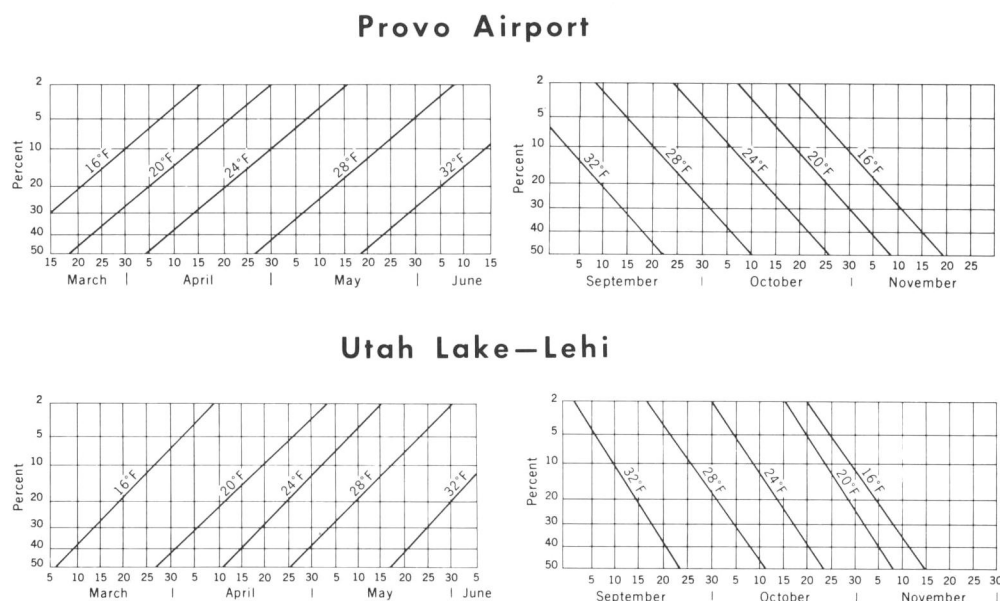 Provo Airport
2
5
10
20
30
40
50
Percent
16°F
20°F
24°F
28°F
32°F
15 20 25 30 5 10 15 20 25 30 5 10 15 20 25 30 5 10 15
March | April | May | June
2
5
10
20
30
40
50
Percent
32°F
28°F
24°F
20°F
16°F
5 10 15 20 25 30 5 10 15 20 25 30 5 10 15 20 25
September | October | November
Utah Lake—Lehi
2
5
10
20
30
40
50
Percent
16°F
20°F
24°F
28°F
32°F
5 10 15 20 25 30 5 10 15 20 25 30 5 10 15 20 25 30 5
March | April | May | June
2
5
10
20
30
40
50
Percent
32°F
28°F
24°F
20°F
16°F
5 10 15 20 25 30 5 10 15 20 25 30 5 10 15 20 25 30
September | October | November |